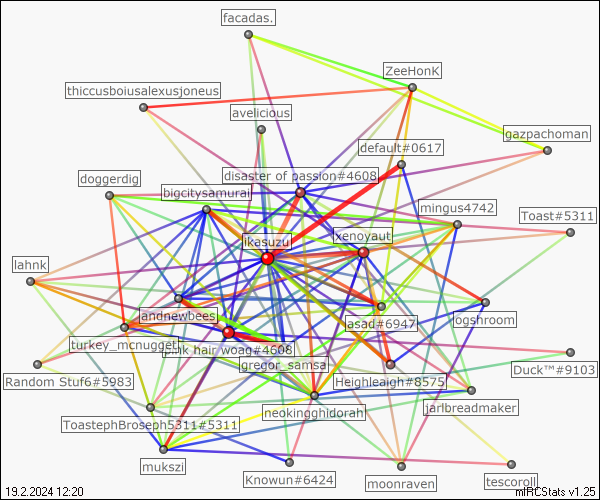 facadas.
ZeeHonK
thiccusboiusalexusjoneus
avelicious
gazpachoman
default#0617
disaster of passion#4608
doggerdig
bigcitysamurai
mingus4742
Toast#5311
ikasuzu
xenoyaut
lahnk
andnewbees
asad#6947
logshroom
turkey_mcnugget
huk hair woag#4608
gregor_samsa
Duck™#9103
Random Stuf6#5983
Heighleaigh#8575
neokingghidorah
jarlbreadmaker
ToastephBroseph5311#5311
mukszi
Knowun#6424
moonraven
tescoroll
19.2.2024 12:20
mIRCStats v1.25